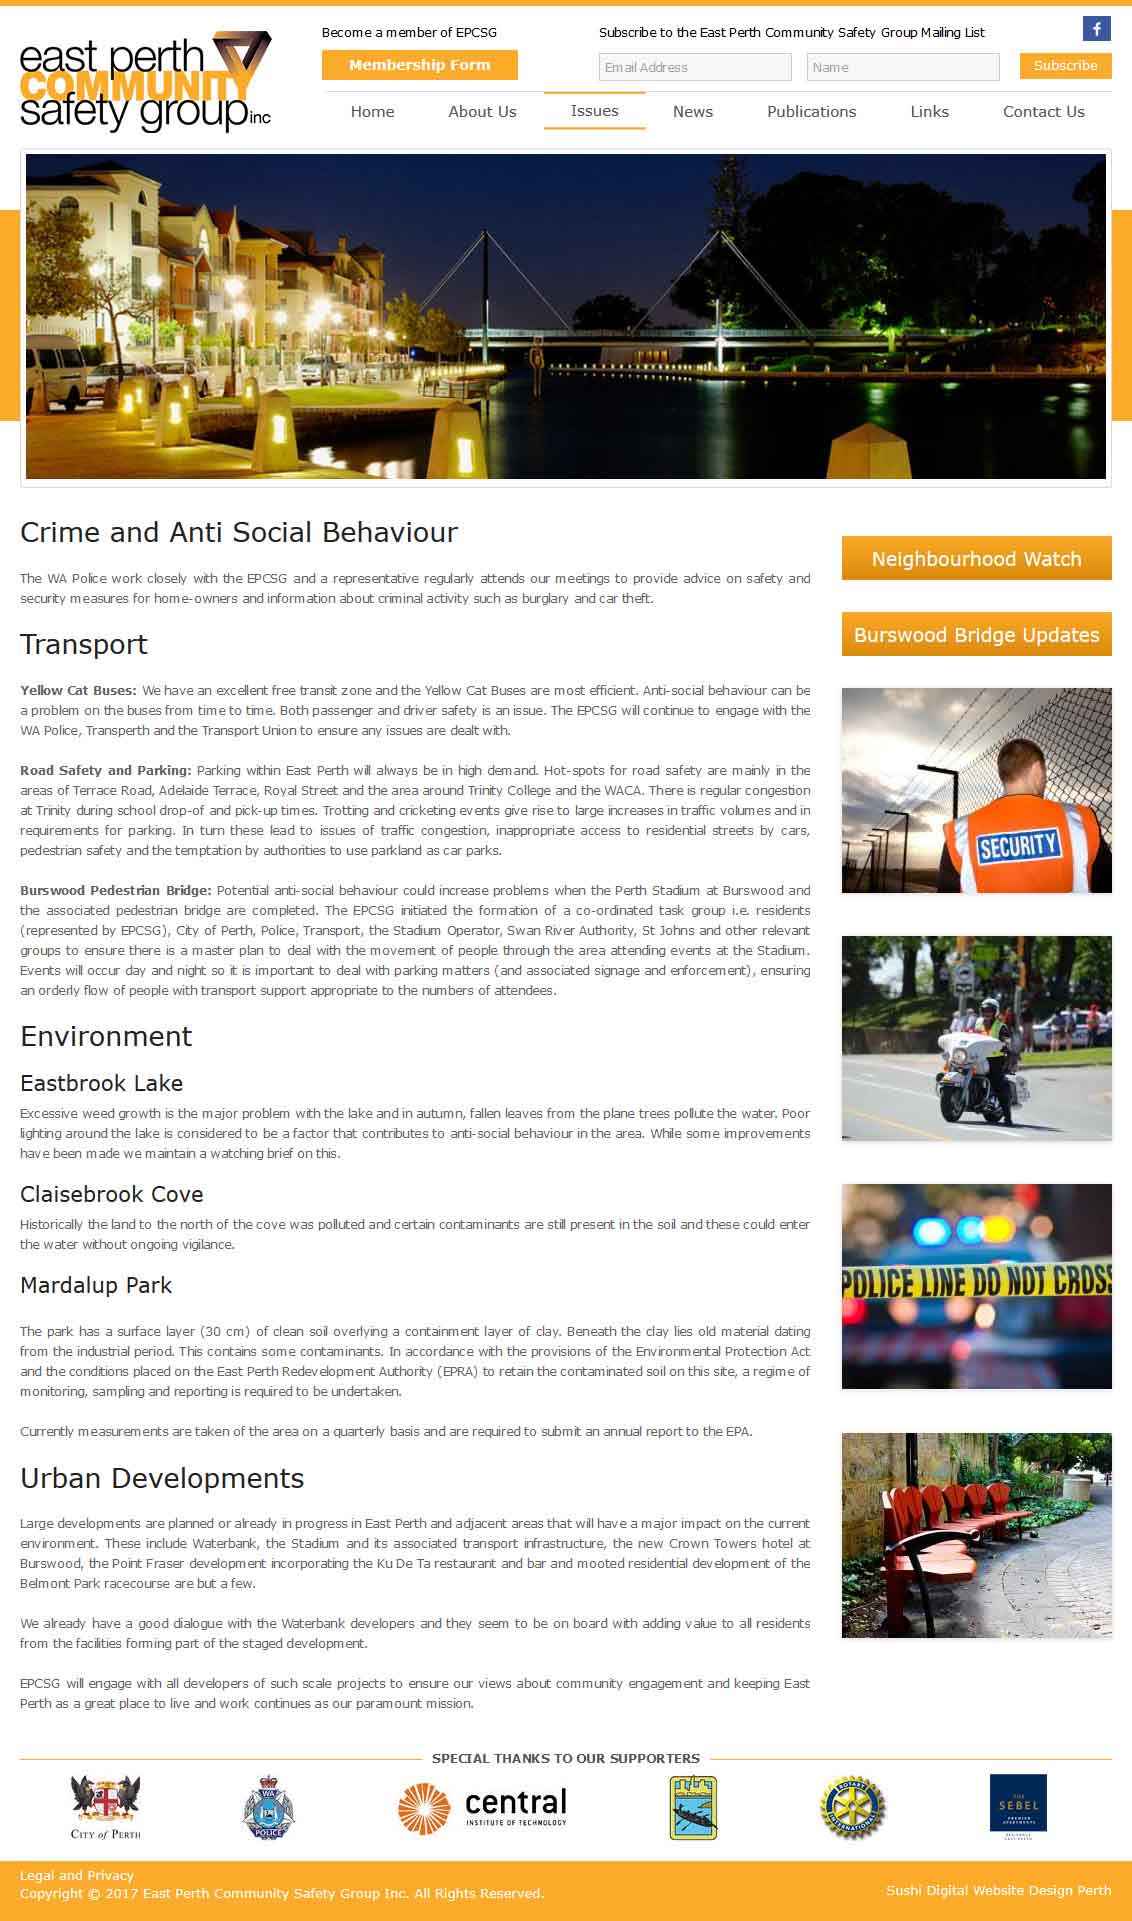 east perth
COMMUNITY
safety group inc
Become a member of EPCSG
Membership Form
Subscribe to the East Perth Community Safety Group Mailing List
f
Email Address
Name
Subscribe
Home About Us Issues News Publications Links Contact Us
Crime and Anti Social Behaviour
The WA Police work closely with the EPCSG and a representative regularly attends our meetings to provide advice on safety and
security measures for home-owners and information about criminal activity such as burglary and car theft.
Transport
Yellow Cat Buses: We have an excellent free transit zone and the Yellow Cat Buses are most efficient. Anti-social behaviour can be
a problem on the buses from time to time. Both passenger and driver safety is an issue. The EPCSG will continue to engage with the
WA Police, Transperth and the Transport Union to ensure any issues are dealt with.
Road Safety and Parking: Parking within East Perth will always be in high demand. Hot-spots for road safety are mainly in the
areas of Terrace Road, Adelaide Terrace, Royal Street and the area around Trinity College and the WACA. There is regular congestion
at Trinity during school drop-of and pick-up times. Trotting and cricketing events give rise to large increases in traffic volumes and in
requirements for parking. In turn these lead to issues of traffic congestion, inappropriate access to residential streets by cars,
pedestrian safety and the temptation by authorities to use parkland as car parks.
Burswood Pedestrian Bridge: Potential anti-social behaviour could increase problems when the Perth Stadium at Burswood and
the associated pedestrian bridge are completed. The EPCSG initiated the formation of a co-ordinated task group i.e. residents
(represented by EPCSG), City of Perth, Police, Transport, the Stadium Operator, Swan River Authority, St Johns and other relevant
groups to ensure there is a master plan to deal with the movement of people through the area attending events at the Stadium.
Events will occur day and night so it is important to deal with parking matters (and associated signage and enforcement), ensuring
an orderly flow of people with transport support appropriate to the numbers of attendees.
Environment
Eastbrook Lake
Excessive weed growth is the major problem with the lake and in autumn, fallen leaves from the plane trees pollute the water. Poor
lighting around the lake is considered to be a factor that contributes to anti-social behaviour in the area. While some improvements
have been made we maintain a watching brief on this.
Claisebrook Cove
Historically the land to the north of the cove was polluted and certain contaminants are still present in the soil and these could enter
the water without ongoing vigilance.
Mardalup Park
The park has a surface layer (30 cm) of clean soil overlying a containment layer of clay. Beneath the clay lies old material dating
from the industrial period. This contains some contaminants. In accordance with the provisions of the Environmental Protection Act
and the conditions placed on the East Perth Redevelopment Authority (EPRA) to retain the contaminated soil on this site, a regime of
monitoring, sampling and reporting is required to be undertaken.
Currently measurements are taken of the area on a quarterly basis and are required to submit an annual report to the EPA.
Urban Developments
Large developments are planned or already in progress in East Perth and adjacent areas that will have a major impact on the current
environment. These include Waterbank, the Stadium and its associated transport infrastructure, the new Crown Towers hotel at
Burswood, the Point Fraser development incorporating the Ku De Ta restaurant and bar and mooted residential development of the
Belmont Park racecourse are but a few.
We already have a good dialogue with the Waterbank developers and they seem to be on board with adding value to all residents
from the facilities forming part of the staged development.
EPCSG will engage with all developers of such scale projects to ensure our views about community engagement and keeping East
Perth as a great place to live and work continues as our paramount mission.
Neighbourhood Watch
Burswood Bridge Updates
SECURITY
POLICE LINE DO NOT CROSS
SPECIAL THANKS TO OUR SUPPORTERS
CITY of PERTH
WA
POLICE
central
INSTITUTE OF TECHNOLOGY
ROTARY
INTERNATIONAL
THE
SEBEL
Legal and Privacy
Copyright © 2017 East Perth Community Safety Group Inc. All Rights Reserved.
Sushi Digital Website Design Perth